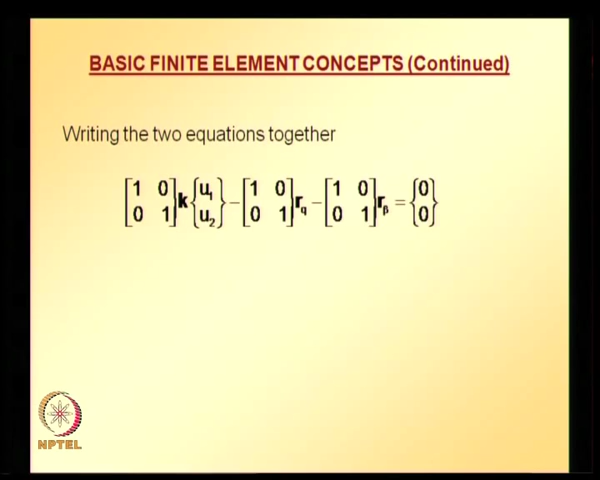 BASIC FINITE ELEMENT CONCEPTS (Continued)
Writing the two equations together
[1 0; 0 1] k {u₁; u₂} − [1 0; 0 1] r_q − [1 0; 0 1] r_β = {0; 0}
NPTEL